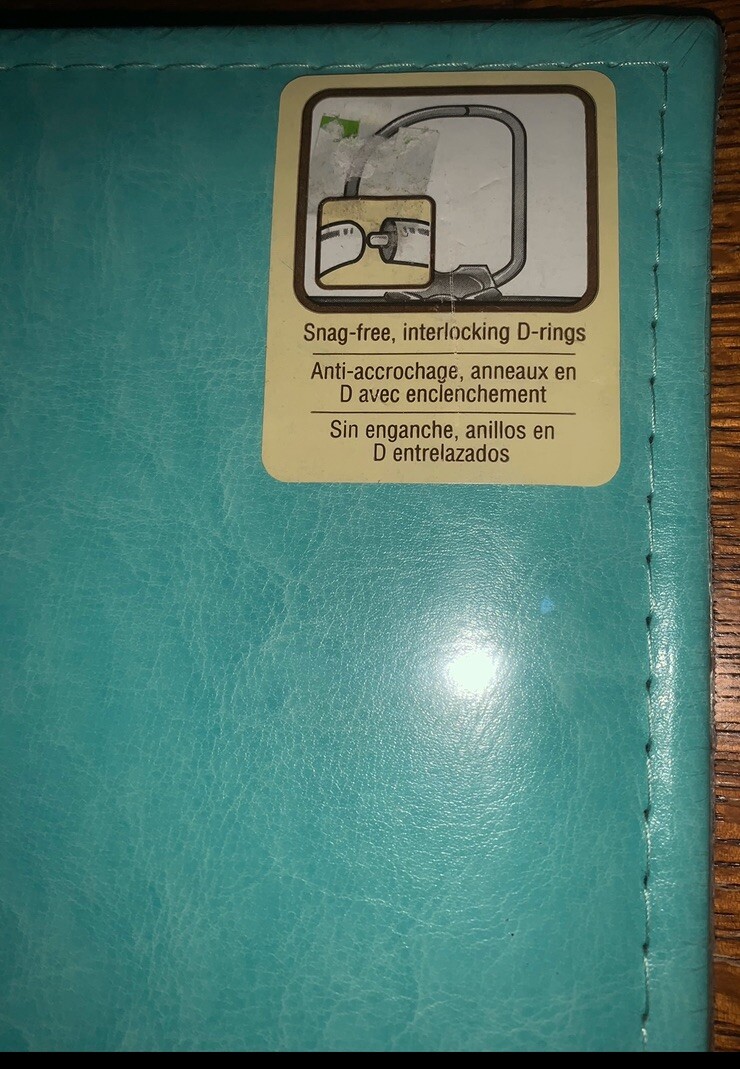 Snag-free, interlocking D-rings
Anti-accrochage, anneaux en
D avec enclenchement
Sin enganche, anillos en
D entrelazados